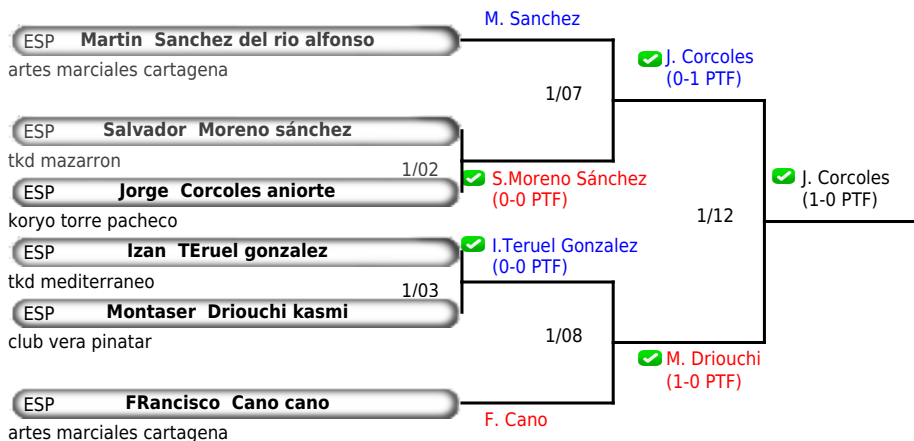 M. Sanchez
ESP Martin Sanchez del rio alfonso
artes marciales cartagena
J. Corcoles
(0-1 PTF)
1/07
ESP Salvador Moreno sánchez
tkd mazarron
1/02
S.Moreno Sánchez
(0-0 PTF)
ESP Jorge Corcoles aniorte
koryo torre pacheco
J. Corcoles
(1-0 PTF)
1/12
ESP Izan TEruel gonzalez
tkd mediterraneo
I.Teruel Gonzalez
(0-0 PTF)
1/03
ESP Montaser Driouchi kasmi
club vera pinatar
1/08
M. Driouchi
(1-0 PTF)
ESP FRancisco Cano cano
artes marciales cartagena
F. Cano